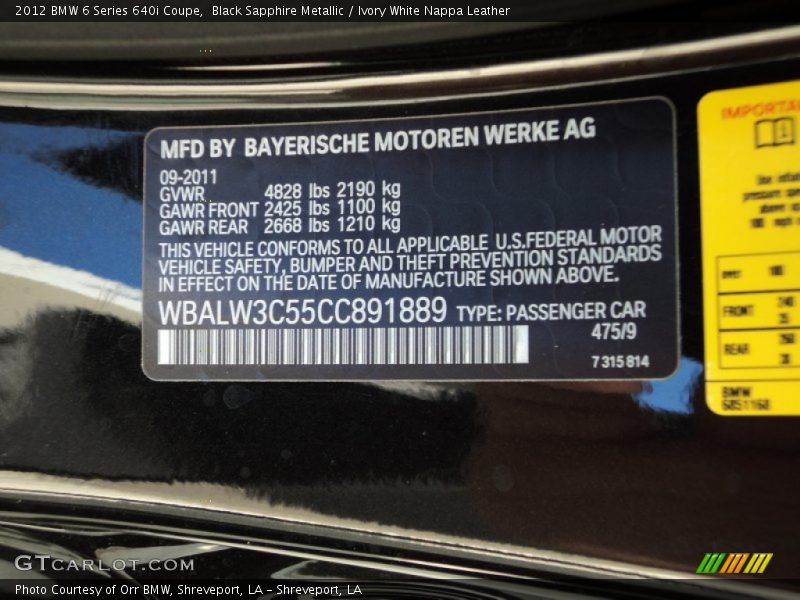 2012 BMW 6 Series 640i Coupe,  Black Sapphire Metallic / Ivory White Nappa Leather
MFD BY BAYERISCHE MOTOREN WERKE AG
09-2011
GVWR 4828 lbs 2190 kg
GAWR FRONT 2425 lbs 1100 kg
GAWR REAR 2668 lbs 1210 kg
THIS VEHICLE CONFORMS TO ALL APPLICABLE U.S.FEDERAL MOTOR
VEHICLE SAFETY, BUMPER AND THEFT PREVENTION STANDARDS
IN EFFECT ON THE DATE OF MANUFACTURE SHOWN ABOVE.
WBALW3C55CC891889 TYPE: PASSENGER CAR
475/9
7 315 814
IMPORTA
FRONT
REAR
BMW
6851160
GTCARLOT.COM
Photo Courtesy of Orr BMW, Shreveport, LA – Shreveport, LA